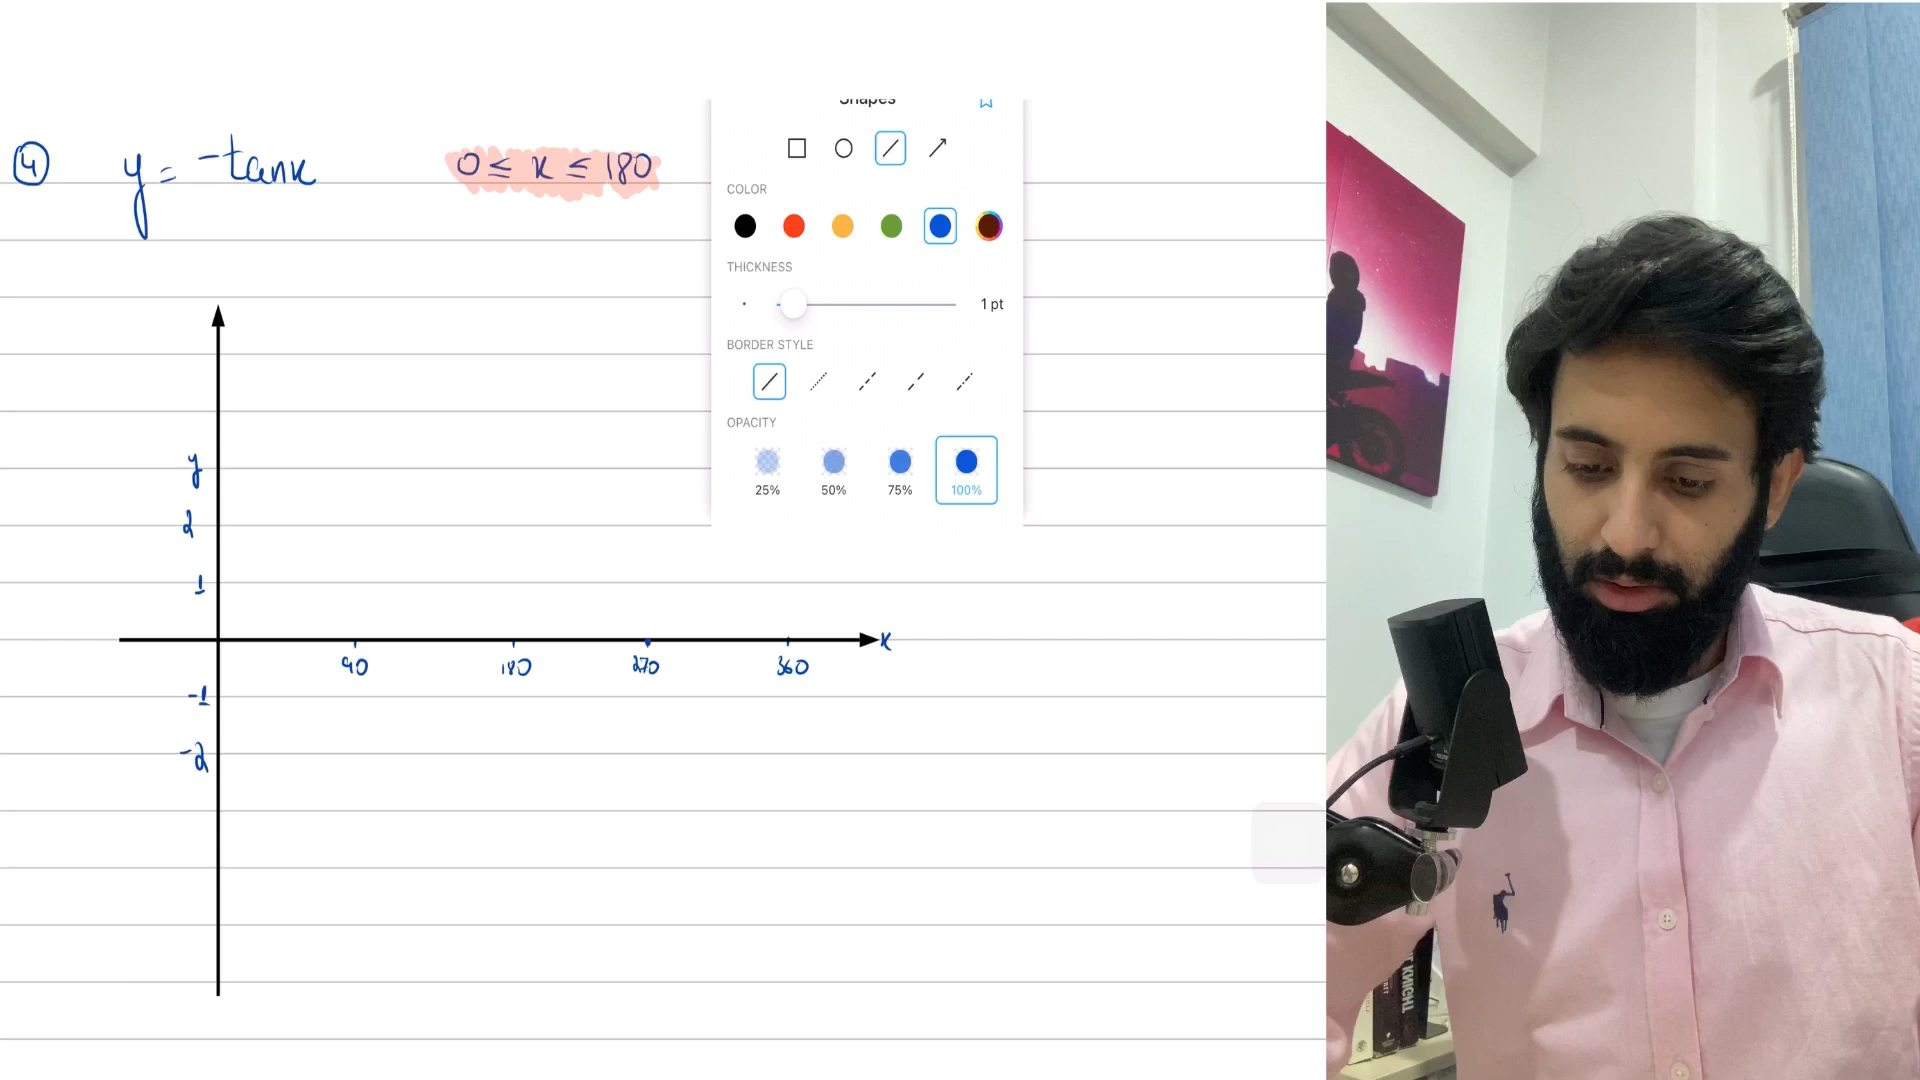 ④ y = -tanx 0 ≤ x ≤ 180
Shapes
COLOR
THICKNESS
1 pt
BORDER STYLE
OPACITY
25% 50% 75% 100%
y
2
1
x
90 180 270 360
-1
-2
KNIGHT